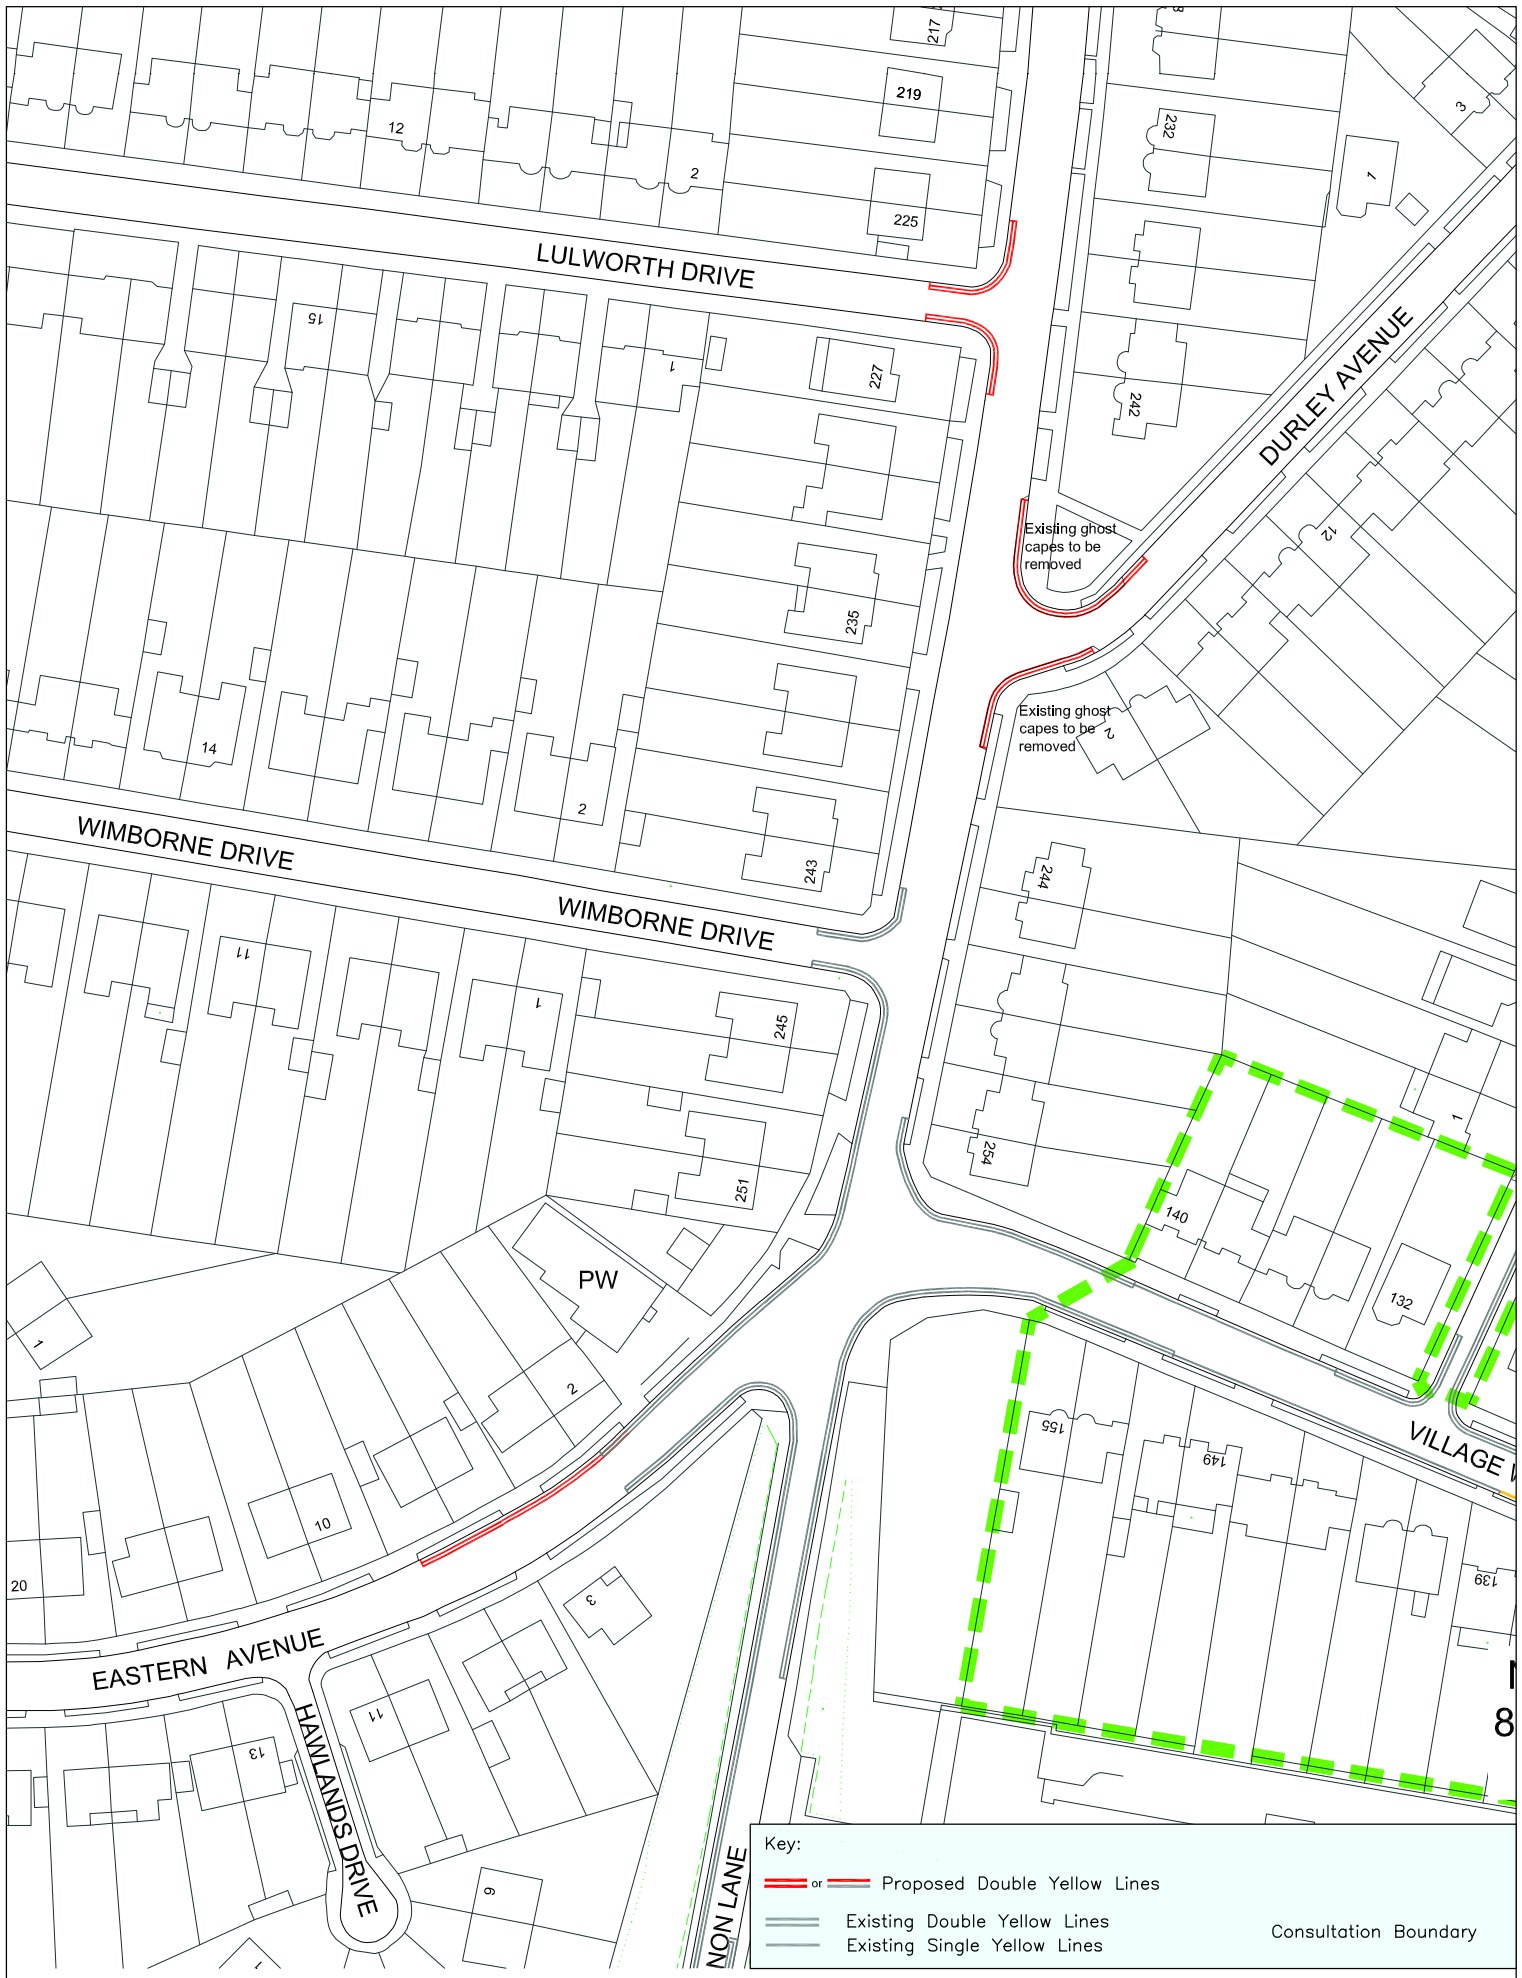 217
8
219
3
232
12
2
1
225
LULWORTH DRIVE
15
1
227
242
DURLEY AVENUE
Existing ghost
capes to be
removed
12
235
Existing ghost
capes to be
removed
2
14
2
WIMBORNE DRIVE
243
244
WIMBORNE DRIVE
11
1
245
1
254
251
140
PW
132
1
2
155
149
VILLAGE W
10
20
3
139
EASTERN AVENUE
HAWLANDS DRIVE
11
13
8
9
NON LANE
Key:
or Proposed Double Yellow Lines
Existing Double Yellow Lines
Existing Single Yellow Lines
Consultation Boundary